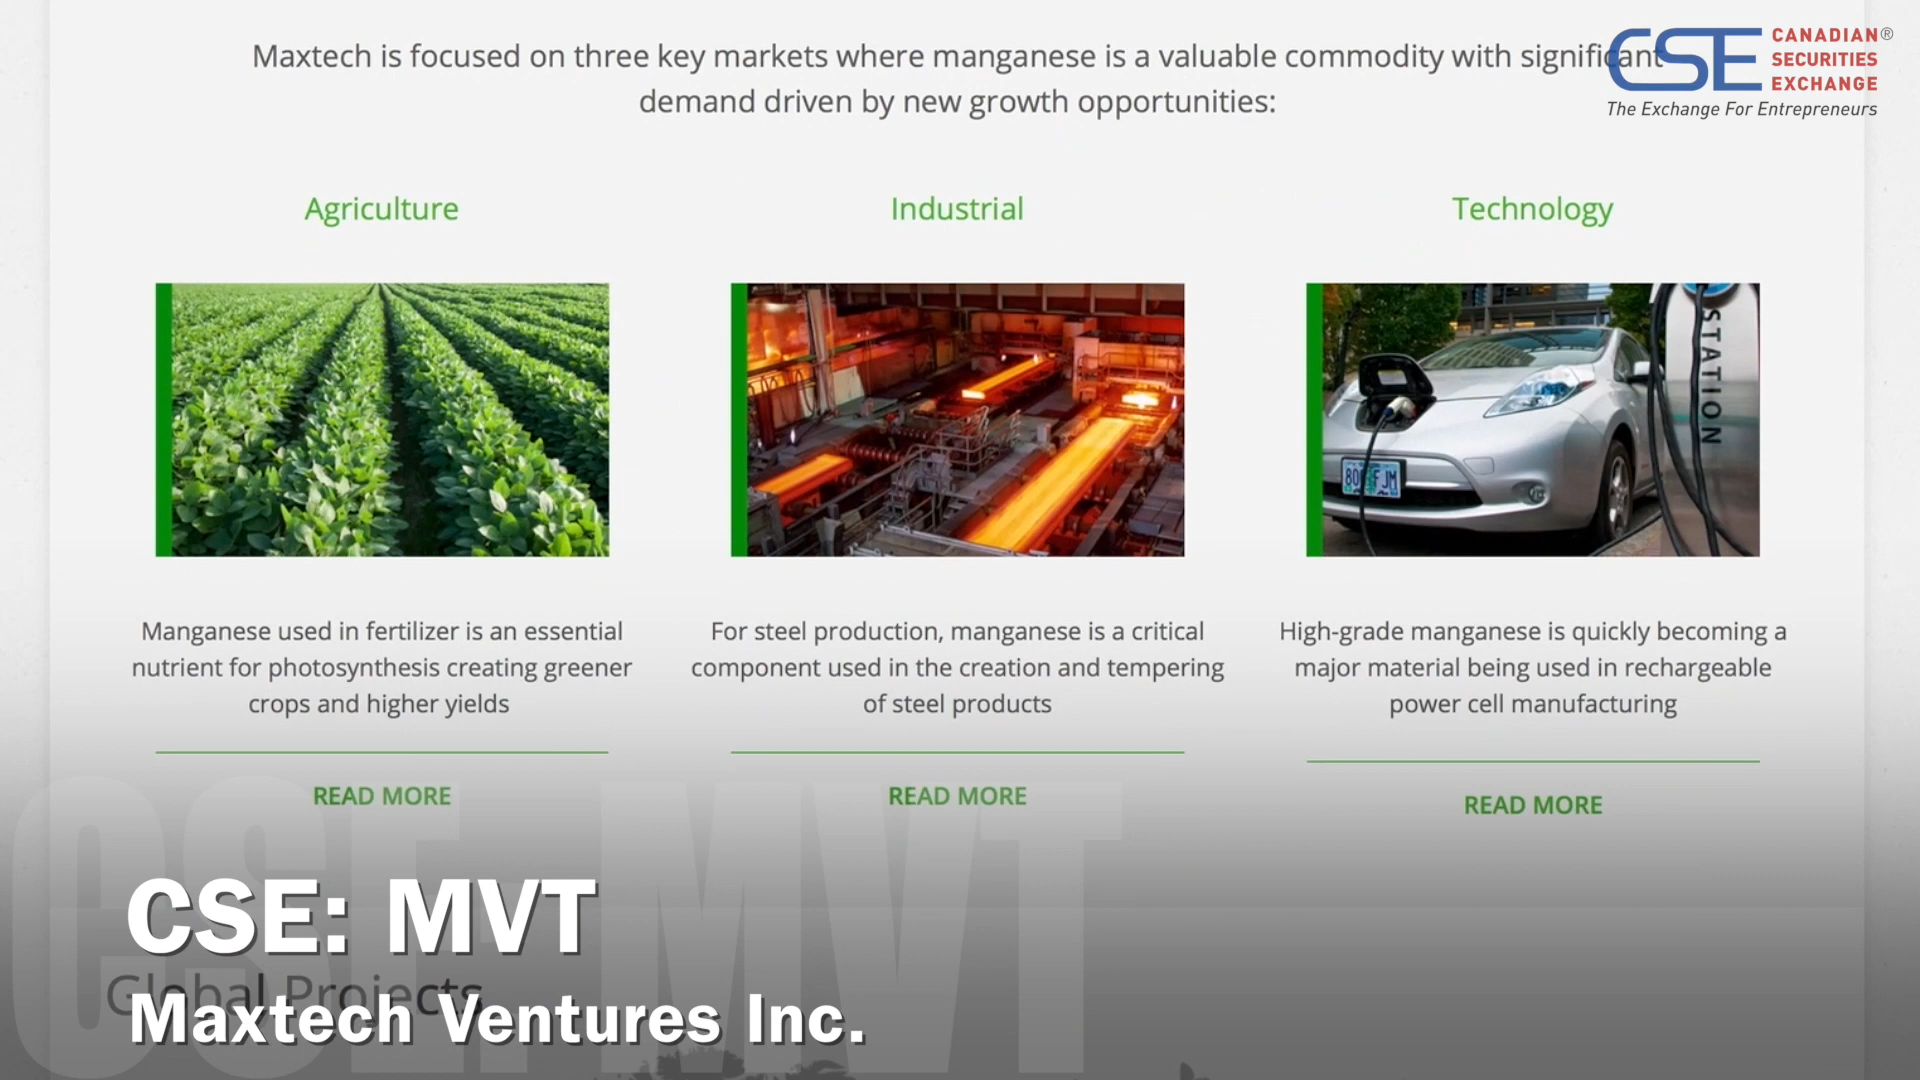 Maxtech is focused on three key markets where manganese is a valuable commodity with significant
demand driven by new growth opportunities:
CSE
CANADIAN®
SECURITIES
EXCHANGE
The Exchange For Entrepreneurs
Agriculture
Industrial
Technology
STATION
Manganese used in fertilizer is an essential
nutrient for photosynthesis creating greener
crops and higher yields
READ MORE
For steel production, manganese is a critical
component used in the creation and tempering
of steel products
READ MORE
High-grade manganese is quickly becoming a
major material being used in rechargeable
power cell manufacturing
READ MORE
CSE: MVT
CSE: MVT
Global Projects
Maxtech Ventures Inc.